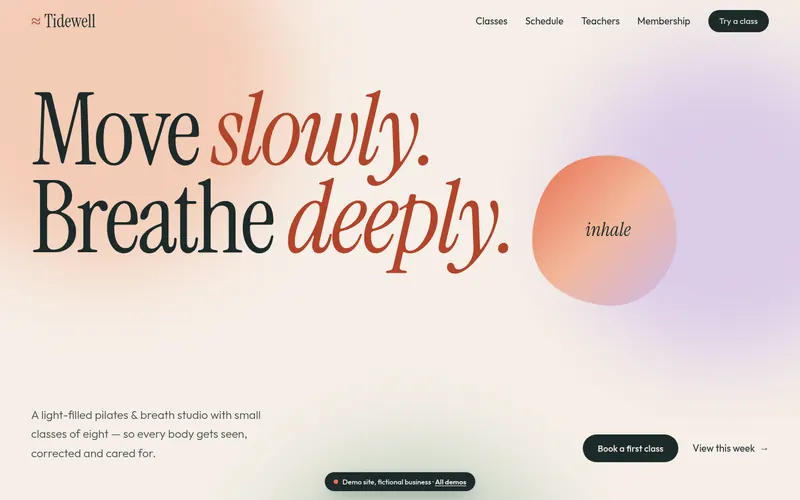 ≈ Tidewell
Classes Schedule Teachers Membership Try a class
Move slowly.
Breathe deeply.
inhale
A light-filled pilates & breath studio with small
classes of eight — so every body gets seen,
corrected and cared for.
Book a first class View this week →
Demo site, fictional business · All demos